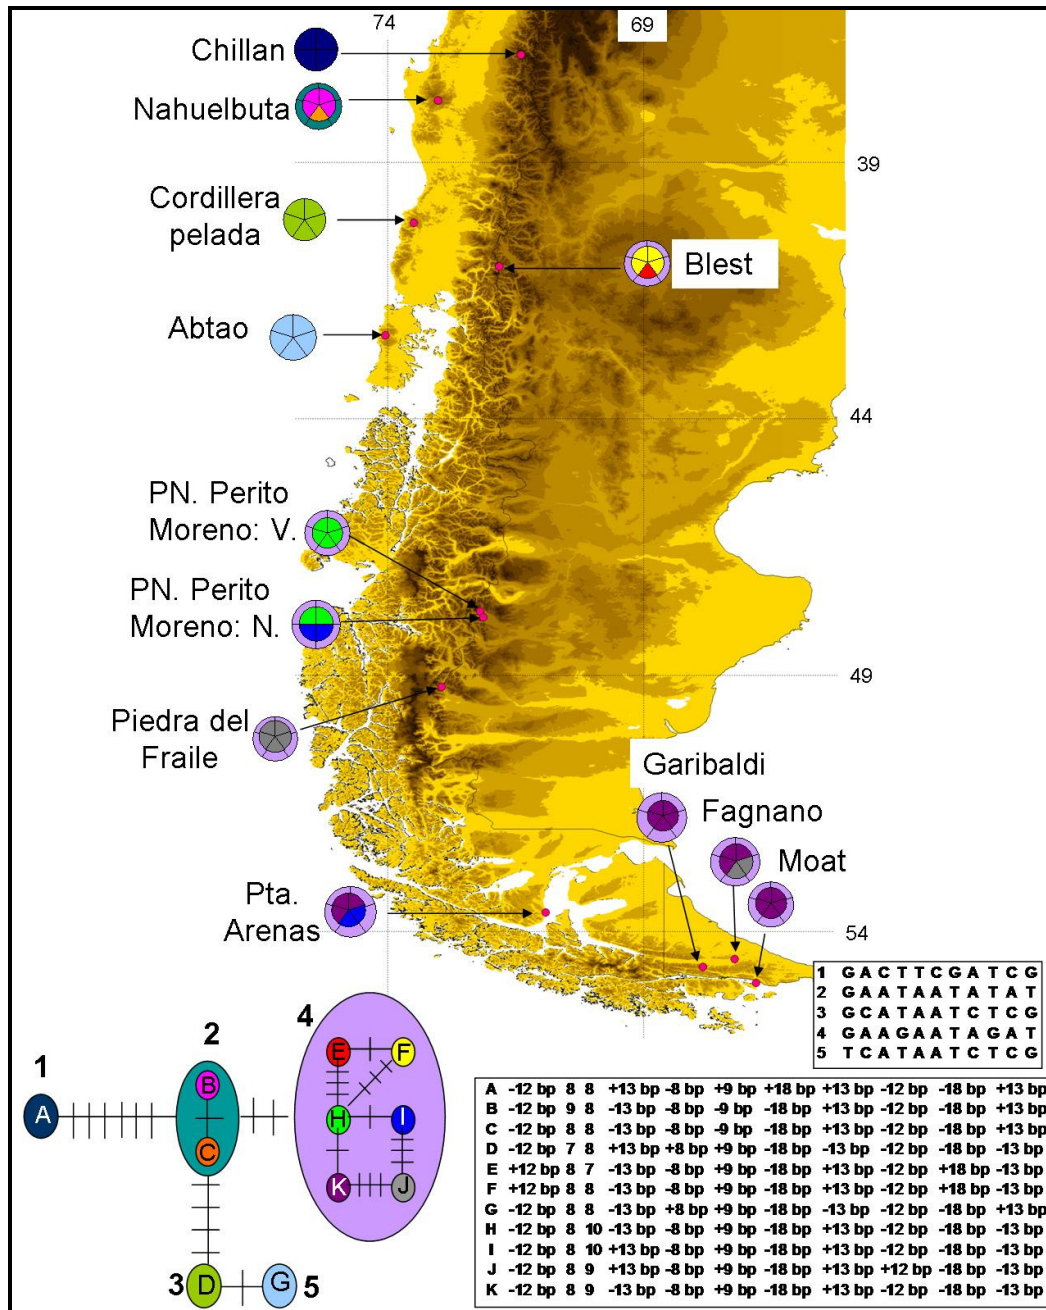 74
69
Chillan
Nahuelbuta
39
Cordillera
pelada
Blest
Abtao
44
PN. Perito
Moreno: V.
PN. Perito
Moreno: N.
49
Piedra del
Fraile
Garibaldi
Fagnano
Moat
Pta.
Arenas
54
1 G A C T T C G A T C G
2 G A A T A A T A T A T
3 G C A T A A T C T C G
4 G A A G A A T A G A T
5 T C A T A A T C T C G
1
2
4
A
B
C
E
F
H
I
K
J
3
D
G
5
A -12 bp 8 8 +13 bp -8 bp +9 bp +18 bp +13 bp -12 bp -18 bp +13 bp
B -12 bp 9 8 -13 bp -8 bp -9 bp -18 bp +13 bp -12 bp -18 bp +13 bp
C -12 bp 8 8 -13 bp -8 bp -9 bp -18 bp +13 bp -12 bp -18 bp +13 bp
D -12 bp 7 8 +13 bp +8 bp +9 bp -18 bp -13 bp -12 bp -18 bp -13 bp
E +12 bp 8 7 -13 bp -8 bp +9 bp -18 bp +13 bp -12 bp +18 bp -13 bp
F +12 bp 8 8 -13 bp -8 bp +9 bp -18 bp +13 bp -12 bp +18 bp -13 bp
G -12 bp 8 8 -13 bp +8 bp +9 bp -18 bp -13 bp -12 bp -18 bp +13 bp
H -12 bp 8 10 -13 bp -8 bp +9 bp -18 bp +13 bp -12 bp -18 bp -13 bp
I -12 bp 8 10 +13 bp -8 bp +9 bp -18 bp +13 bp -12 bp -18 bp -13 bp
J -12 bp 8 9 +13 bp -8 bp +9 bp -18 bp +13 bp +12 bp -18 bp -13 bp
K -12 bp 8 9 -13 bp -8 bp +9 bp -18 bp +13 bp -12 bp -18 bp -13 bp